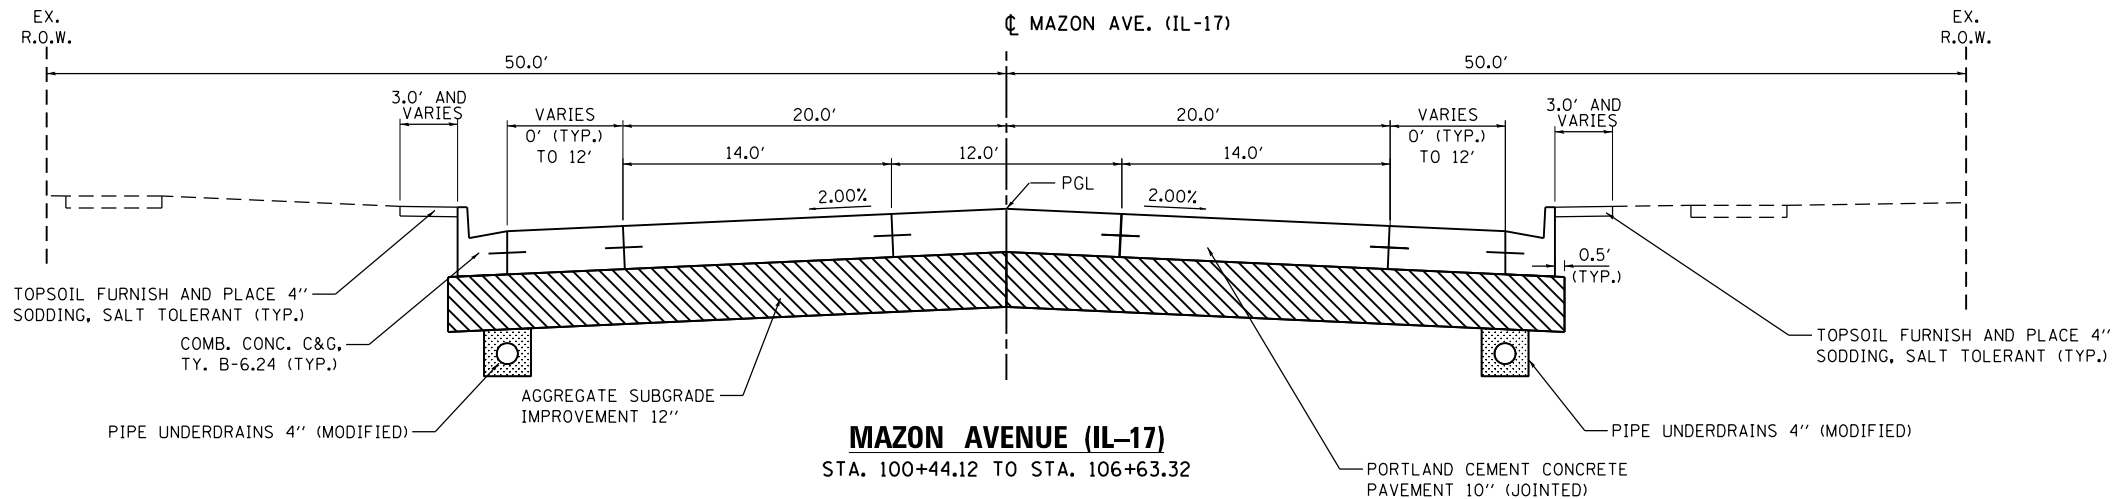 EX.
R.O.W.
℄ MAZON AVE. (IL-17)
EX.
R.O.W.
50.0'
50.0'
3.0' AND
VARIES
VARIES
0' (TYP.)
TO 12'
20.0'
20.0'
VARIES
0' (TYP.)
TO 12'
3.0' AND
VARIES
14.0'
12.0'
14.0'
PGL
2.00%
2.00%
0.5'
(TYP.)
TOPSOIL FURNISH AND PLACE 4"
SODDING, SALT TOLERANT (TYP.)
COMB. CONC. C&G,
TY. B-6.24 (TYP.)
TOPSOIL FURNISH AND PLACE 4"
SODDING, SALT TOLERANT (TYP.)
AGGREGATE SUBGRADE
IMPROVEMENT 12"
PIPE UNDERDRAINS 4" (MODIFIED)
PIPE UNDERDRAINS 4" (MODIFIED)
MAZON AVENUE (IL-17)
STA. 100+44.12 TO STA. 106+63.32
PORTLAND CEMENT CONCRETE
PAVEMENT 10" (JOINTED)